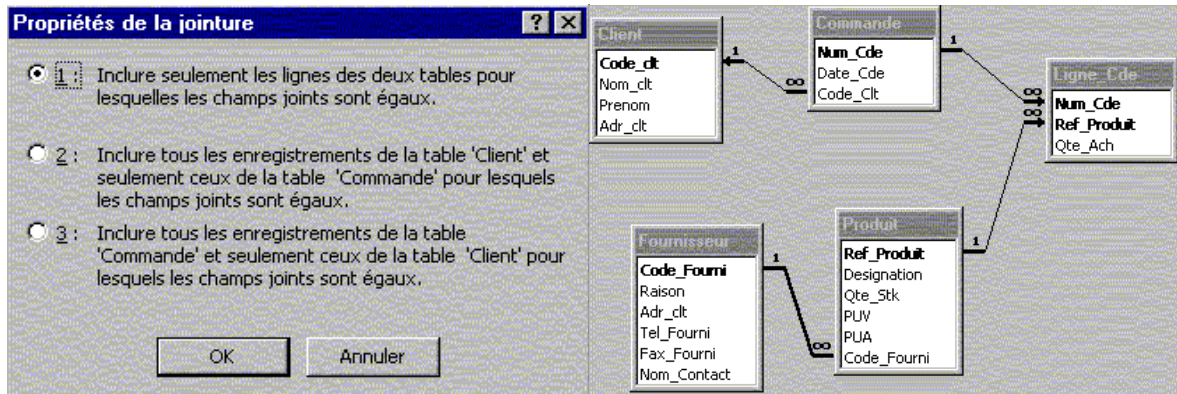 Propriétés de la jointure
1 : Inclure seulement les lignes des deux tables pour
lesquelles les champs joints sont égaux.
2 : Inclure tous les enregistrements de la table 'Client' et
seulement ceux de la table 'Commande' pour lesquels
les champs joints sont égaux.
3 : Inclure tous les enregistrements de la table
'Commande' et seulement ceux de la table 'Client' pour
lesquels les champs joints sont égaux.
OK
Annuler
Client
Code_clt
Nom_clt
Prenom
Adr_clt
1
∞
Commande
Num_Cde
Date_Cde
Code_Clt
1
∞
∞
Ligne_Cde
Num_Cde
Ref_Produit
Qte_Ach
Fournisseur
Code_Fourni
Raison
Adr_clt
Tel_Fourni
Fax_Fourni
Nom_Contact
1
∞
Produit
Ref_Produit
Designation
Qte_Stk
PUV
PUA
Code_Fourni
1